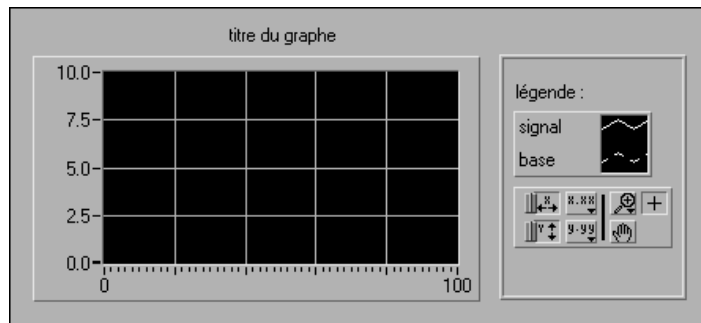 titre du graphe
10.0
7.5
5.0
2.5
0.0
0 100
légende :
signal
base
X x.xx
Y y.yy